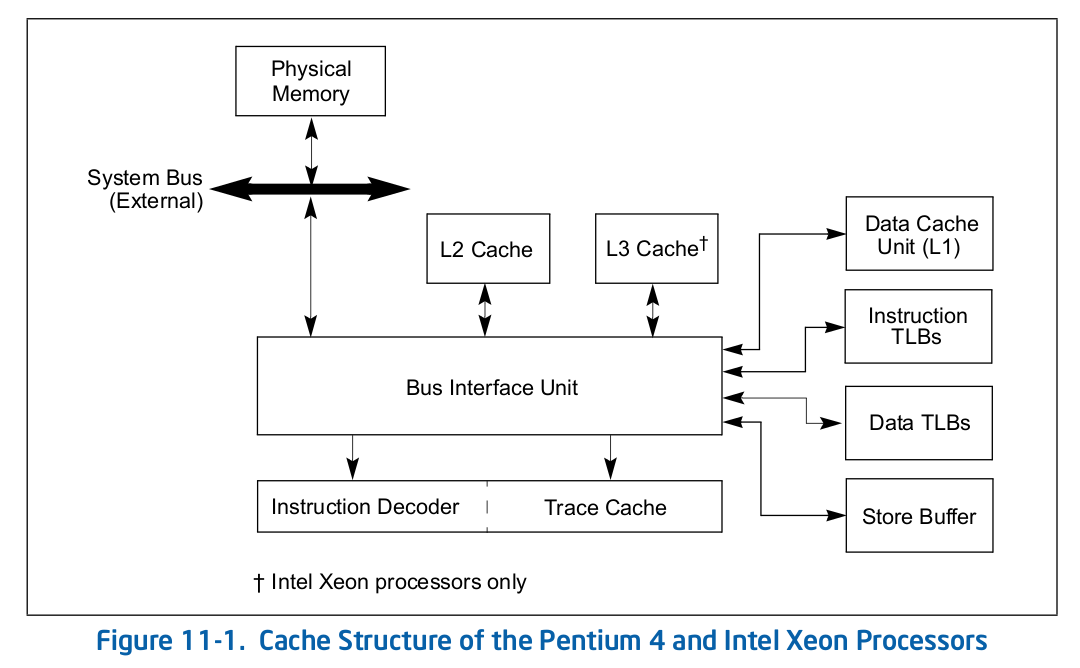 Physical
Memory
System Bus
(External)
L2 Cache
L3 Cache†
Data Cache
Unit (L1)
Instruction
TLBs
Bus Interface Unit
Data TLBs
Instruction Decoder
Trace Cache
Store Buffer
† Intel Xeon processors only
Figure 11-1. Cache Structure of the Pentium 4 and Intel Xeon Processors